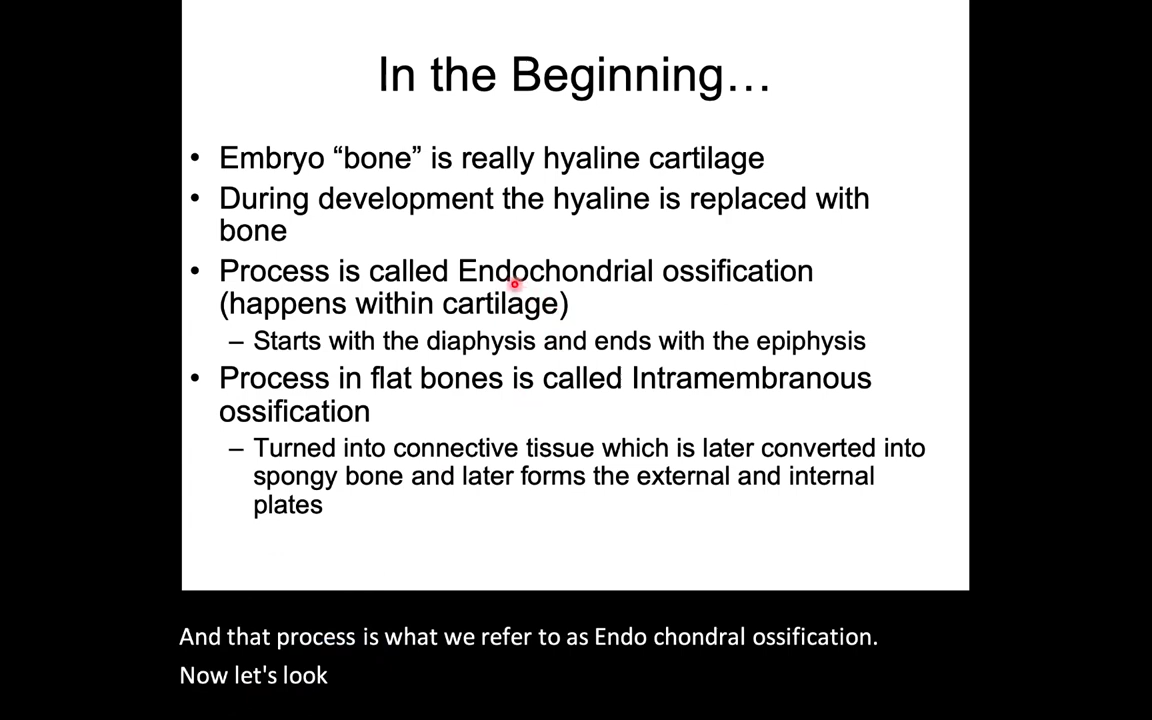 In the Beginning…
• Embryo “bone” is really hyaline cartilage
• During development the hyaline is replaced with
bone
• Process is called Endochondrial ossification
(happens within cartilage)
– Starts with the diaphysis and ends with the epiphysis
• Process in flat bones is called Intramembranous
ossification
– Turned into connective tissue which is later converted into
spongy bone and later forms the external and internal
plates
And that process is what we refer to as Endo chondral ossification.
Now let's look